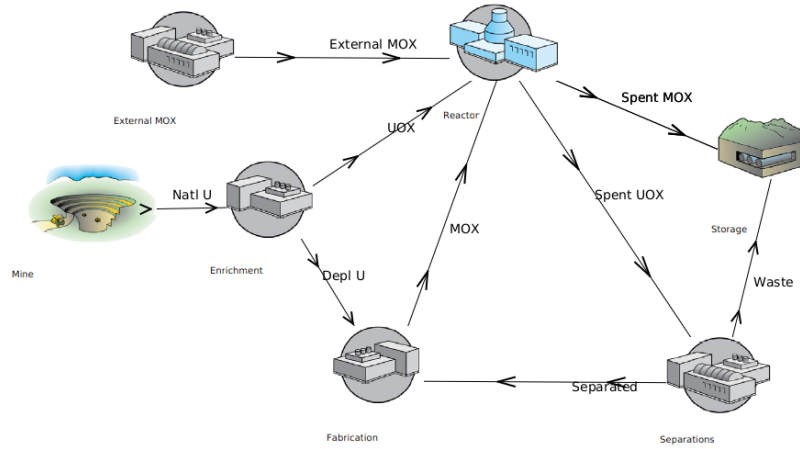 External MOX
Spent MOX
Reactor
External MOX
UOX
Natl U
Spent UOX
MOX
Storage
Enrichment
Mine
Depl U
Waste
Separated
Fabrication
Separations